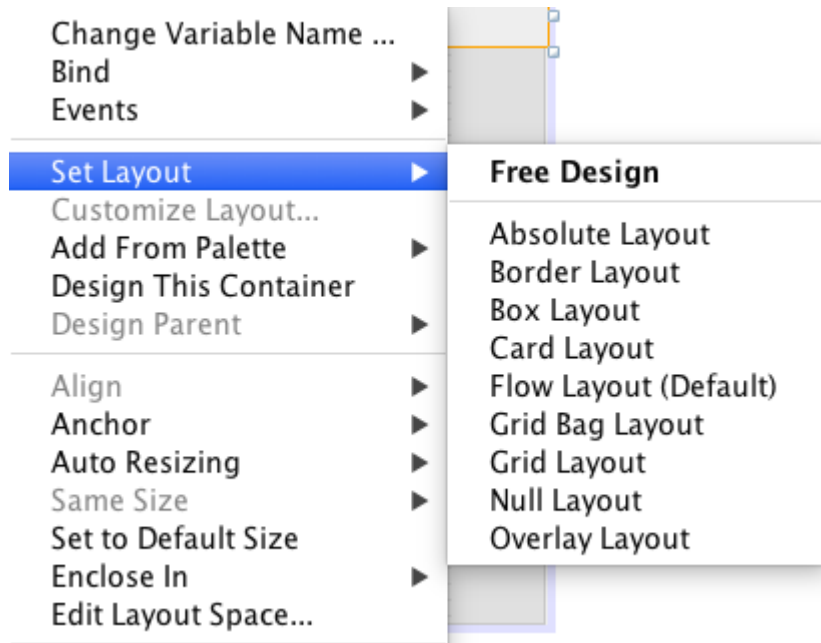 Change Variable Name ...
Bind
Events
Set Layout
Customize Layout...
Add From Palette
Design This Container
Design Parent
Align
Anchor
Auto Resizing
Same Size
Set to Default Size
Enclose In
Edit Layout Space...
Free Design
Absolute Layout
Border Layout
Box Layout
Card Layout
Flow Layout (Default)
Grid Bag Layout
Grid Layout
Null Layout
Overlay Layout